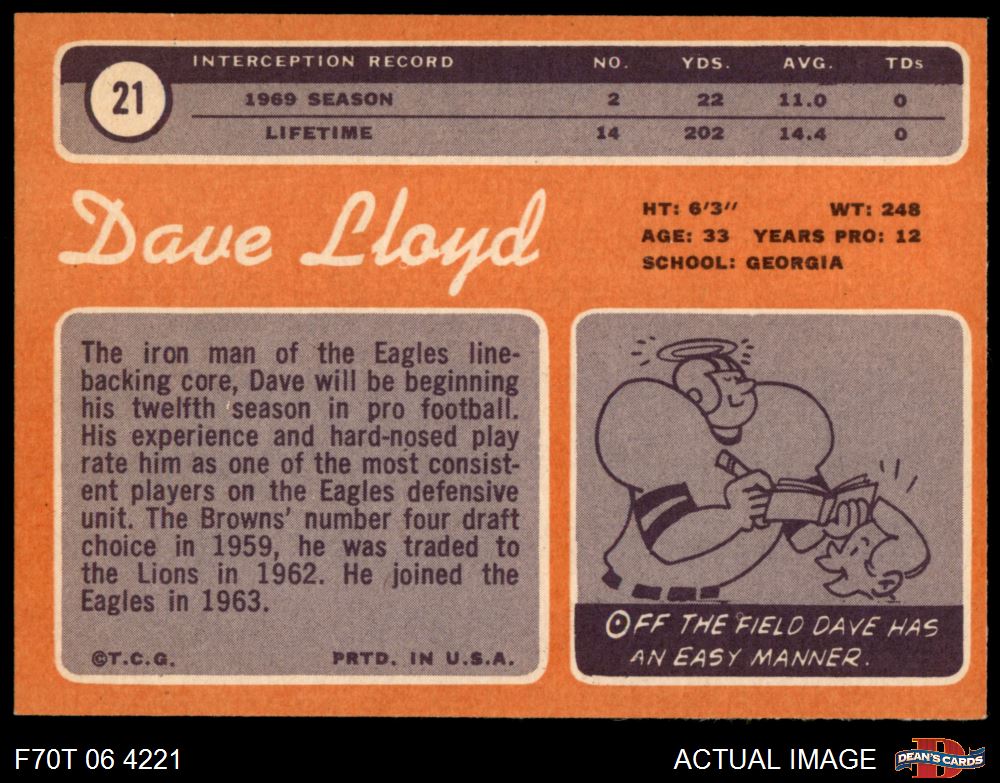 21
INTERCEPTION RECORD NO. YDS. AVG. TDs
1969 SEASON 2 22 11.0 0
LIFETIME 14 202 14.4 0
Dave Lloyd
HT: 6'3" WT: 248
AGE: 33 YEARS PRO: 12
SCHOOL: GEORGIA
The iron man of the Eagles line-
backing core, Dave will be beginning
his twelfth season in pro football.
His experience and hard-nosed play
rate him as one of the most consist-
ent players on the Eagles defensive
unit. The Browns' number four draft
choice in 1959, he was traded to
the Lions in 1962. He joined the
Eagles in 1963.
©T.C.G. PRTD. IN U.S.A.
OFF THE FIELD DAVE HAS
AN EASY MANNER.
F70T 06 4221
ACTUAL IMAGE
D
DEAN'S CARDS